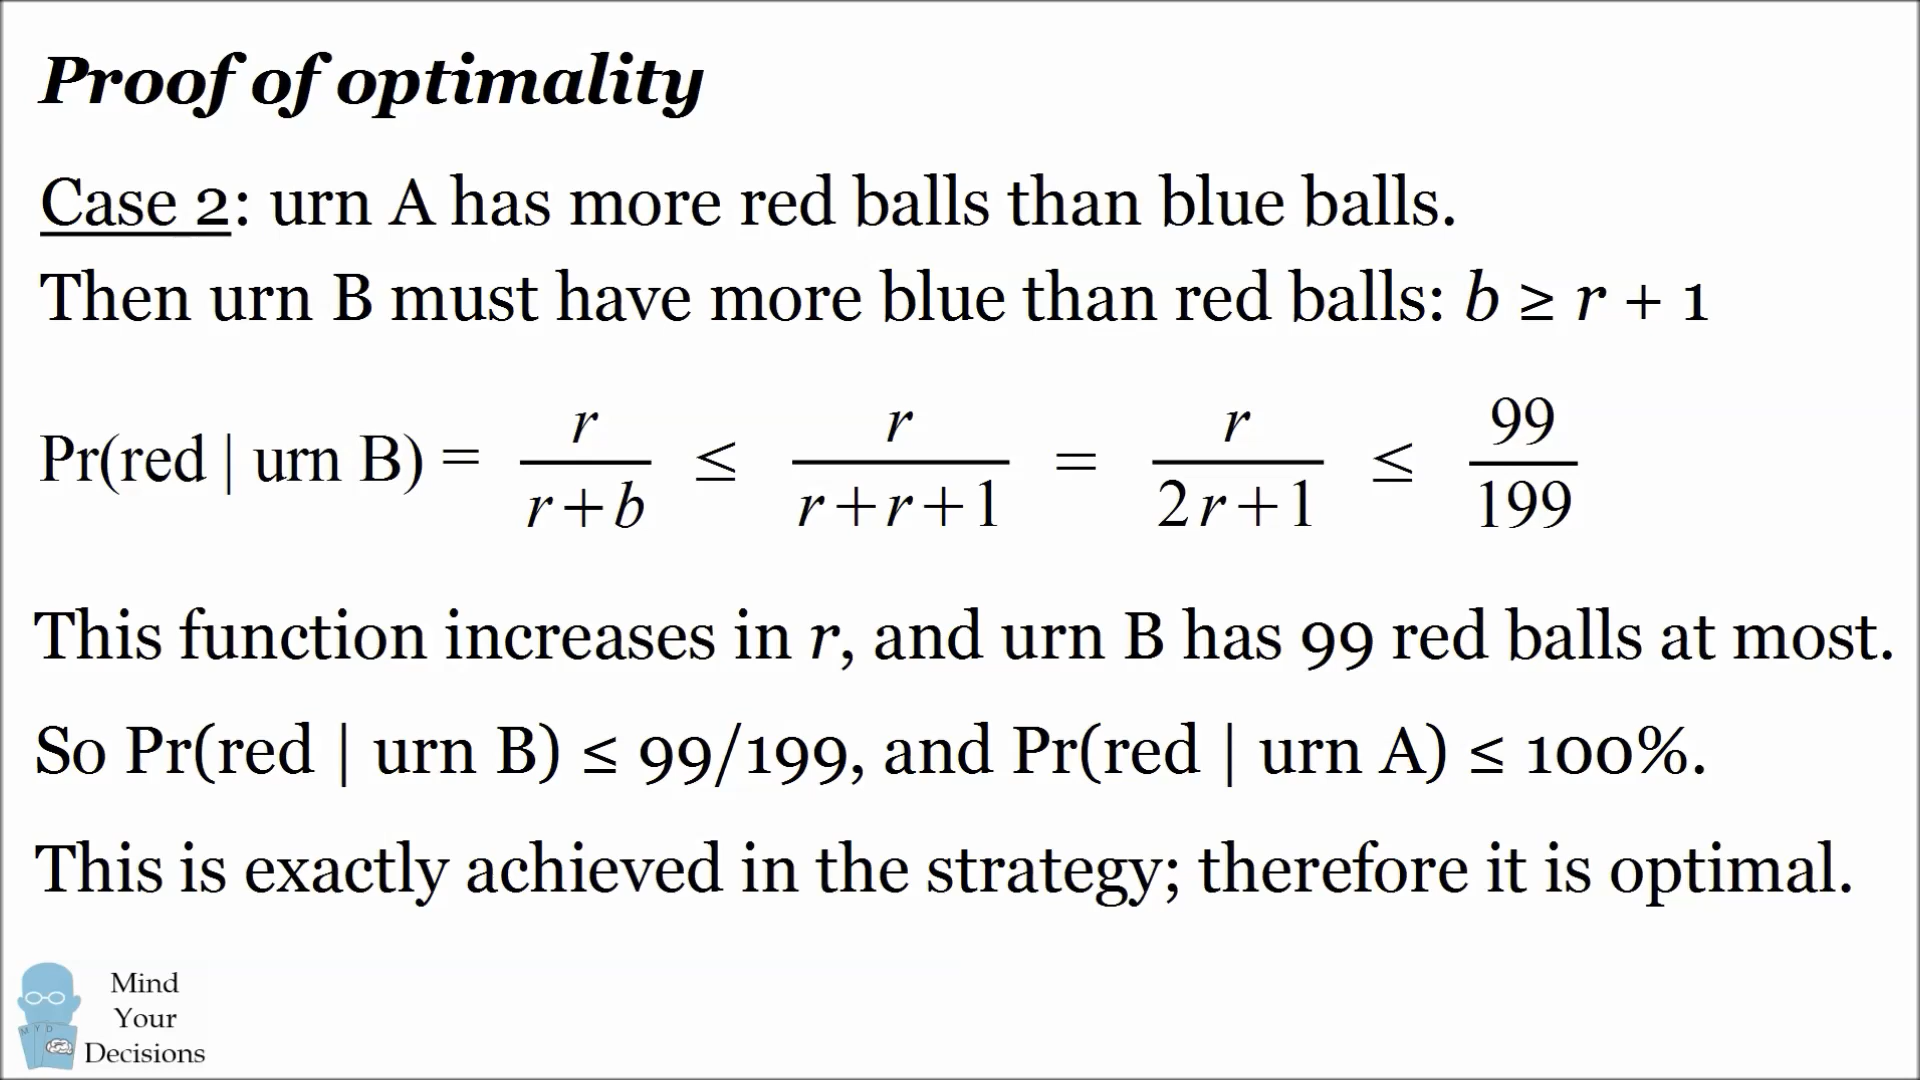 Proof of optimality
Case 2: urn A has more red balls than blue balls.
Then urn B must have more blue than red balls: b ≥ r + 1
Pr(red | urn B) = r/(r+b) ≤ r/(r+r+1) = r/(2r+1) ≤ 99/199
This function increases in r, and urn B has 99 red balls at most.
So Pr(red | urn B) ≤ 99/199, and Pr(red | urn A) ≤ 100%.
This is exactly achieved in the strategy; therefore it is optimal.
M Y D
Mind
Your
Decisions